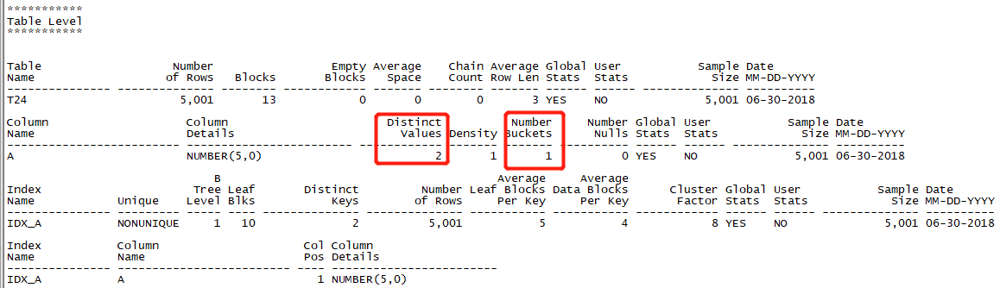 ***********
Table Level
***********
Table                   Number                 Empty Average    Chain Average Global User           Sample Date
Name                   of Rows   Blocks       Blocks   Space    Count Row Len Stats  Stats            Size MM-DD-YYYY
T24                      5,001       13            0       0        0       3 YES    NO              5,001 06-30-2018
Column                    Column                       Distinct           Number     Number Global User           Sample Date
Name                      Details                        Values Density Buckets      Nulls Stats  Stats            Size MM-DD-YYYY
A                         NUMBER(5,0)                         2       1        1          0 YES    NO              5,001 06-30-2018
                              B                                           Average     Average
Index                      Tree Leaf       Distinct         Number Leaf Blocks Data Blocks      Cluster Global User           Sample Date
Name            Unique    Level Blks           Keys        of Rows     Per Key     Per Key       Factor Stats  Stats            Size MM-DD-YYYY
IDX_A           NONUNIQUE     1   10              2          5,001           5           4            8 YES    NO              5,001 06-30-2018
Index           Column                     Col Column
Name            Name                       Pos Details
IDX_A           A                            1 NUMBER(5,0)